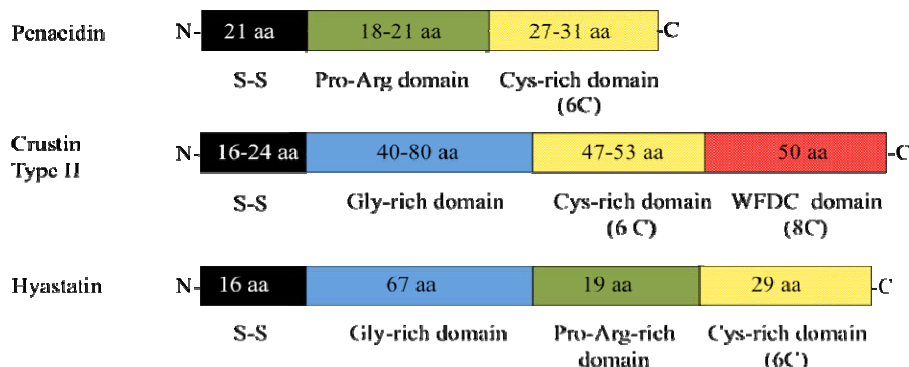 Penacidin N- 21 aa 18-21 aa 27-31 aa -C
S-S Pro-Arg domain Cys-rich domain
(6C)
Crustin
Type II N- 16-24 aa 40-80 aa 47-53 aa 50 aa -C
S-S Gly-rich domain Cys-rich domain WFDC domain
(6 C) (8C)
Hyastatin N- 16 aa 67 aa 19 aa 29 aa -C
S-S Gly-rich domain Pro-Arg-rich Cys-rich domain
domain (6C)